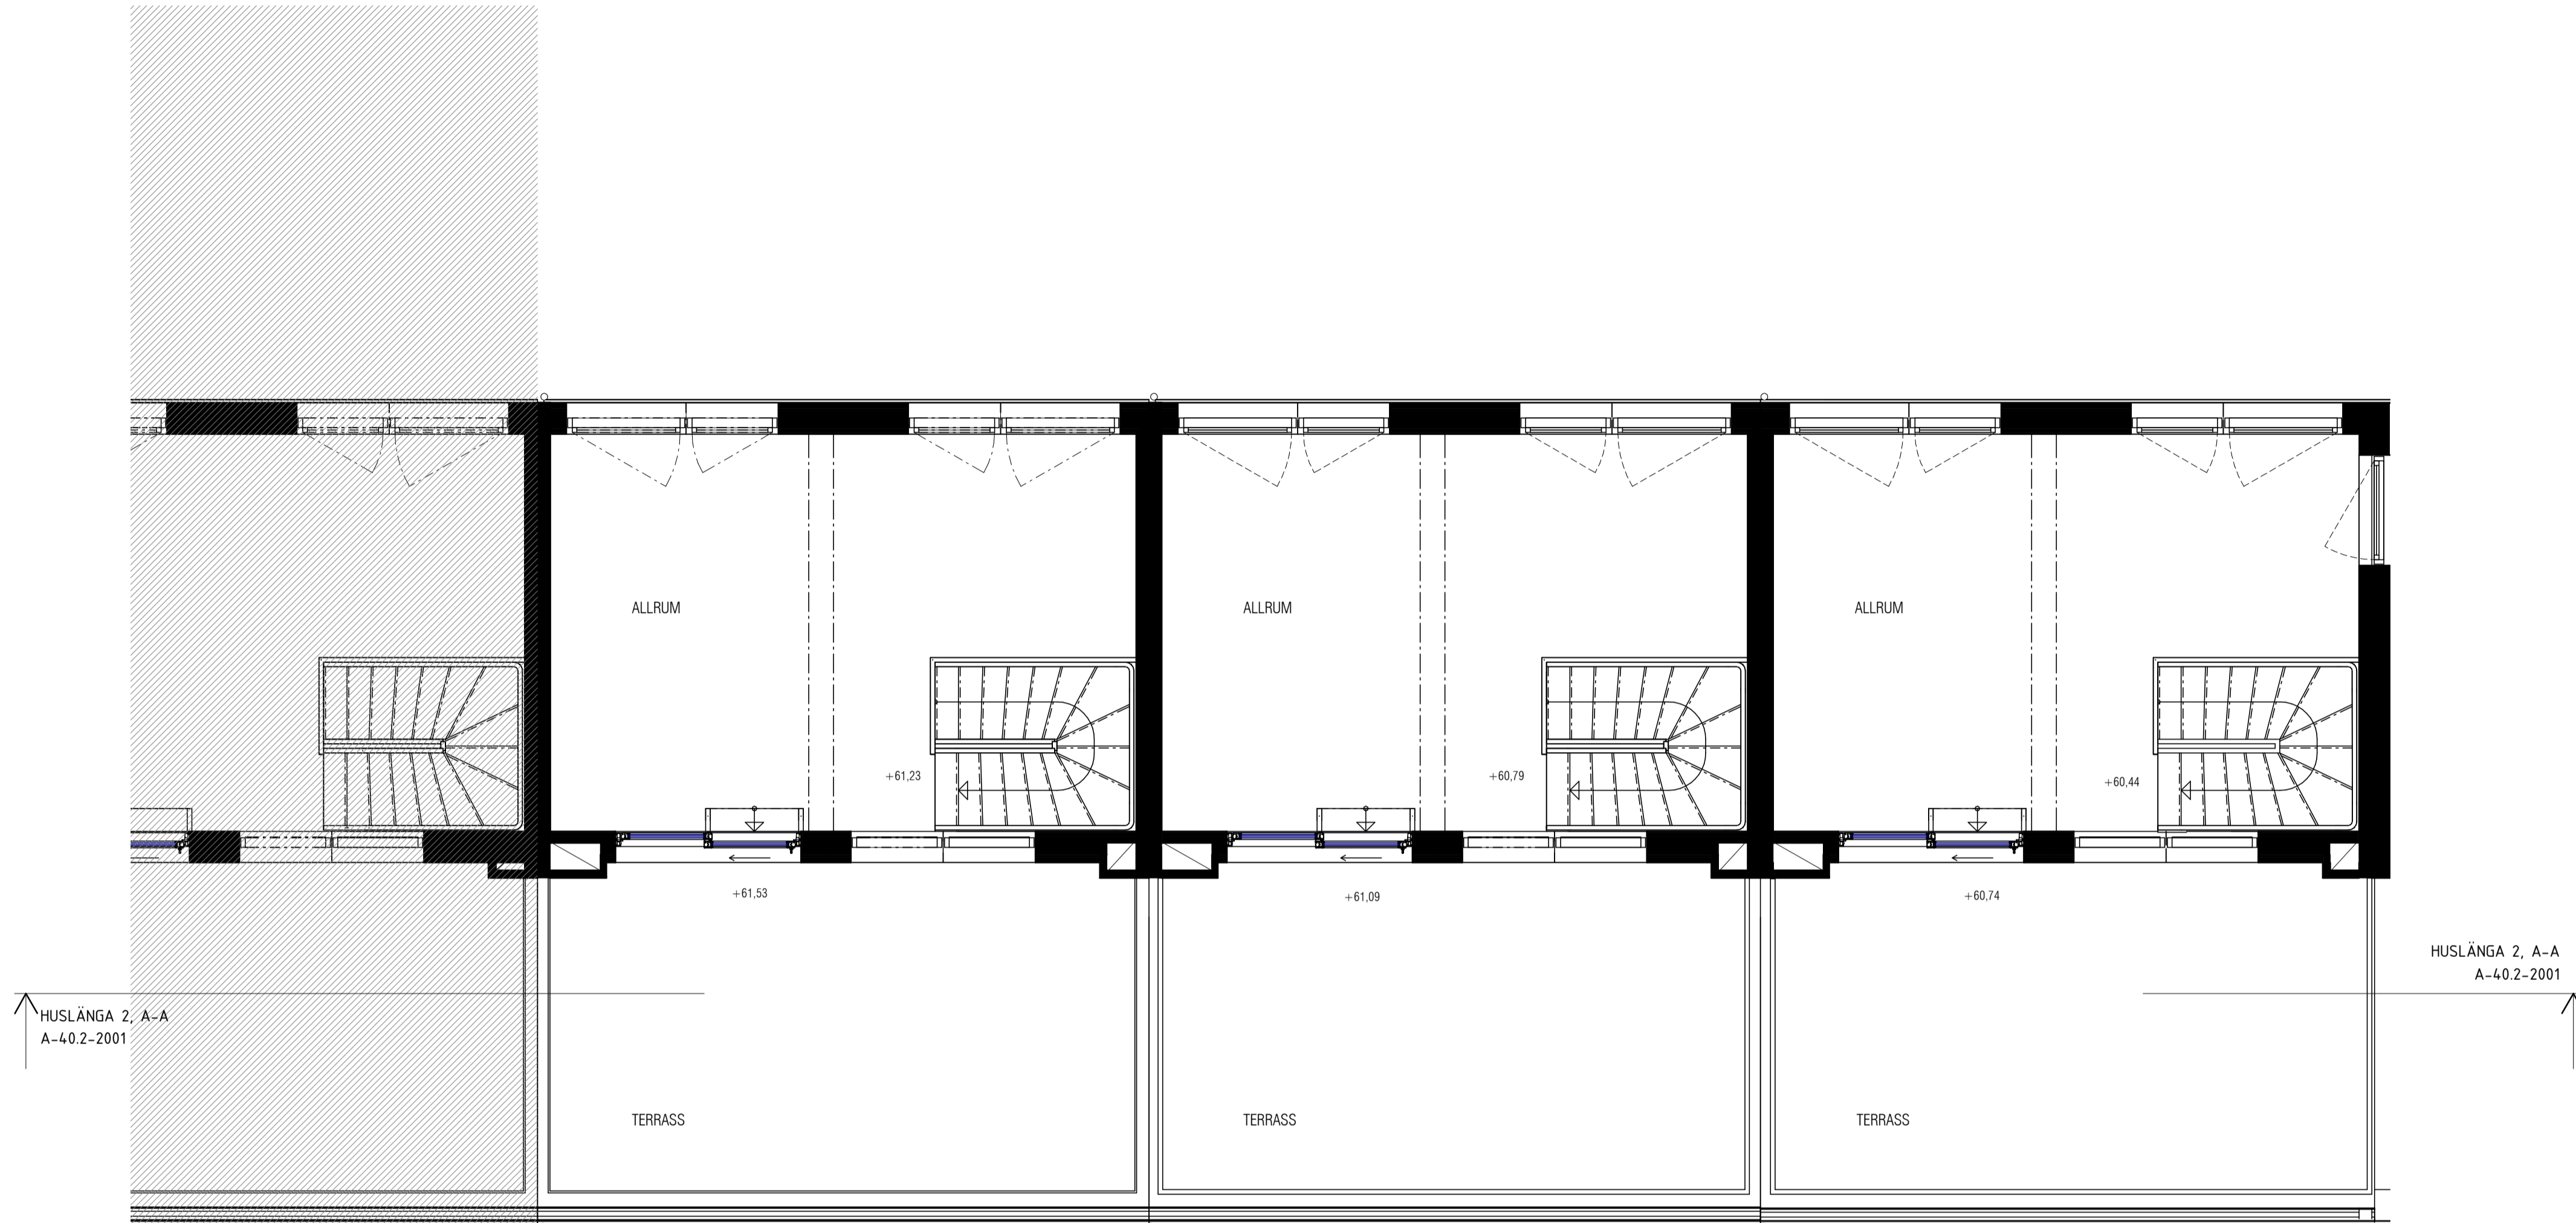 ALLRUM
ALLRUM
ALLRUM
+61,23
+60,79
+60,44
+61,53
+61,09
+60,74
HUSLÄNGA 2, A-A
A-40.2-2001
HUSLÄNGA 2, A-A
A-40.2-2001
TERRASS
TERRASS
TERRASS